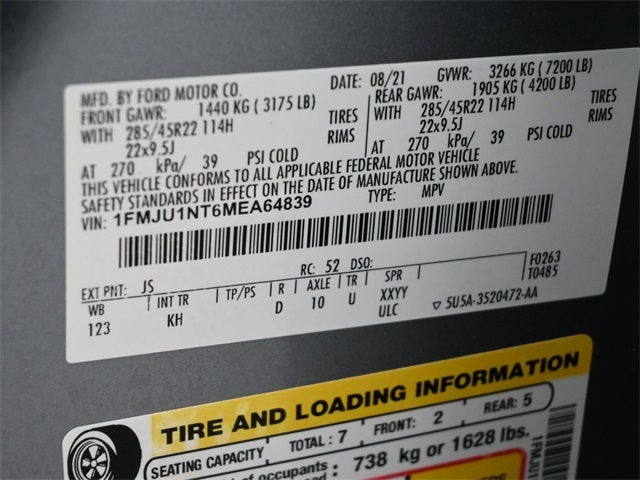 MFD. BY FORD MOTOR CO. DATE: 08/21 GVWR: 3266 KG ( 7200 LB)
FRONT GAWR: 1440 KG ( 3175 LB) REAR GAWR: 1905 KG ( 4200 LB)
WITH 285/45R22 114H TIRES WITH 285/45R22 114H TIRES
22x9.5J RIMS 22x9.5J RIMS
AT 270 kPa/ 39 PSI COLD AT 270 kPa/ 39 PSI COLD
THIS VEHICLE CONFORMS TO ALL APPLICABLE FEDERAL MOTOR VEHICLE
SAFETY STANDARDS IN EFFECT ON THE DATE OF MANUFACTURE SHOWN ABOVE.
VIN: 1FMJU1NT6MEA64839 TYPE: MPV
F0263
T0485
EXT PNT: JS RC: 52 DSO:
WB INT TR TP/PS R AXLE TR SPR
123 KH D 10 U XXYY
ULC ▽ 5U5A-3520472-AA
TIRE AND LOADING INFORMATION
SEATING CAPACITY TOTAL : 7 FRONT: 2 REAR: 5
of occupants : 738 kg or 1628 lbs.
1FMJU1